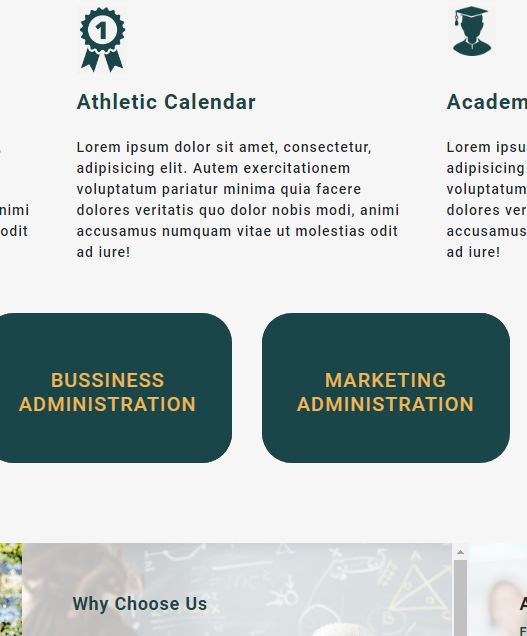 1
Athletic Calendar
Academ
Lorem ipsum dolor sit amet, consectetur,
adipisicing elit. Autem exercitationem
voluptatum pariatur minima quia facere
nimi dolores veritatis quo dolor nobis modi, animi
odit accusamus numquam vitae ut molestias odit
ad iure!
Lorem ipsu
adipisicing
voluptatum
dolores ver
accusamus
ad iure!
BUSSINESS
ADMINISTRATION
MARKETING
ADMINISTRATION
Why Choose Us